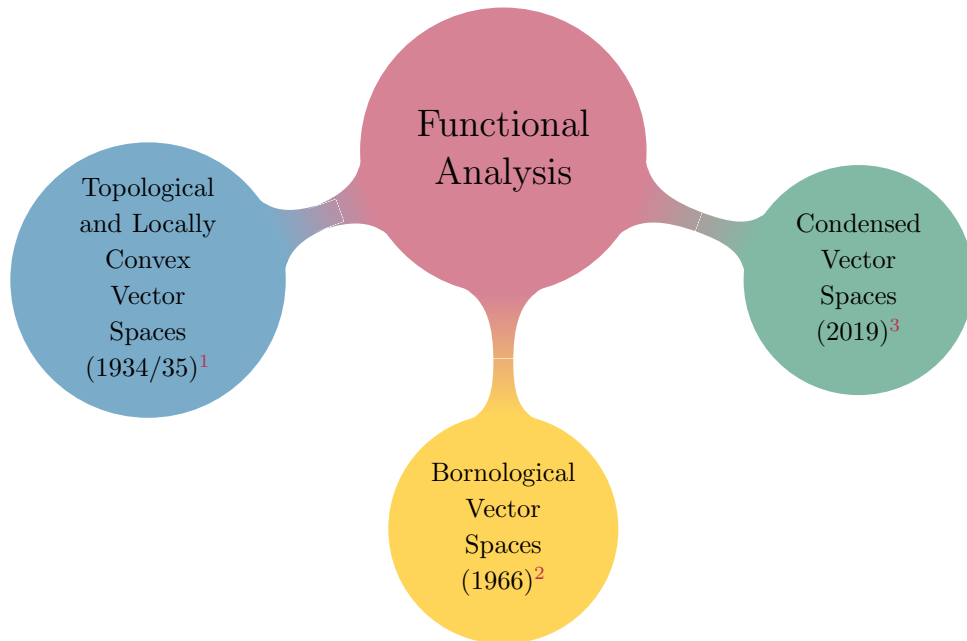 Functional
Analysis
Topological
and Locally
Convex
Vector
Spaces
(1934/35)¹
Bornological
Vector
Spaces
(1966)²
Condensed
Vector
Spaces
(2019)³